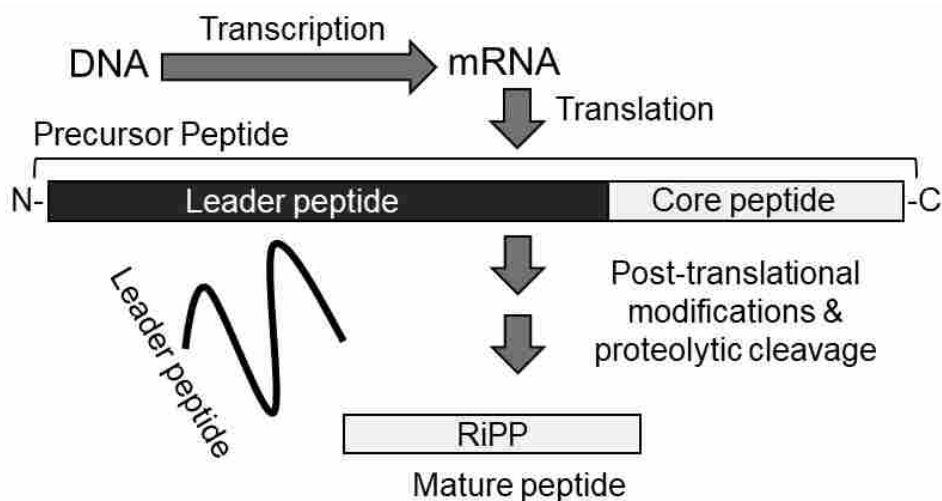 Transcription
DNA
mRNA
Translation
Precursor Peptide
N-
Leader peptide
Core peptide
-C
Leader peptide
Post-translational
modifications &
proteolytic cleavage
RiPP
Mature peptide